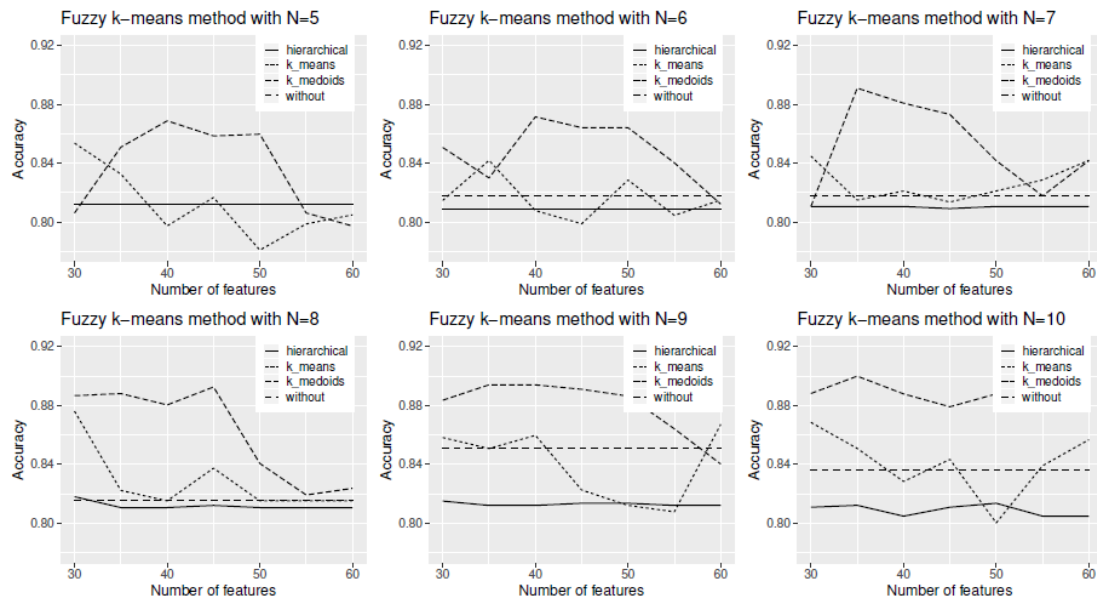 Fuzzy k-means method with N=5
0.92
0.88
0.84
0.80
Accuracy
hierarchical
k_means
k_medoids
without
30
40
50
60
Number of features
Fuzzy k-means method with N=6
0.92
0.88
0.84
0.80
Accuracy
hierarchical
k_means
k_medoids
without
30
40
50
60
Number of features
Fuzzy k-means method with N=7
0.92
0.88
0.84
0.80
Accuracy
hierarchical
k_means
k_medoids
without
30
40
50
60
Number of features
Fuzzy k-means method with N=8
0.92
0.88
0.84
0.80
Accuracy
hierarchical
k_means
k_medoids
without
30
40
50
60
Number of features
Fuzzy k-means method with N=9
0.92
0.88
0.84
0.80
Accuracy
hierarchical
k_means
k_medoids
without
30
40
50
60
Number of features
Fuzzy k-means method with N=10
0.92
0.88
0.84
0.80
Accuracy
hierarchical
k_means
k_medoids
without
30
40
50
60
Number of features